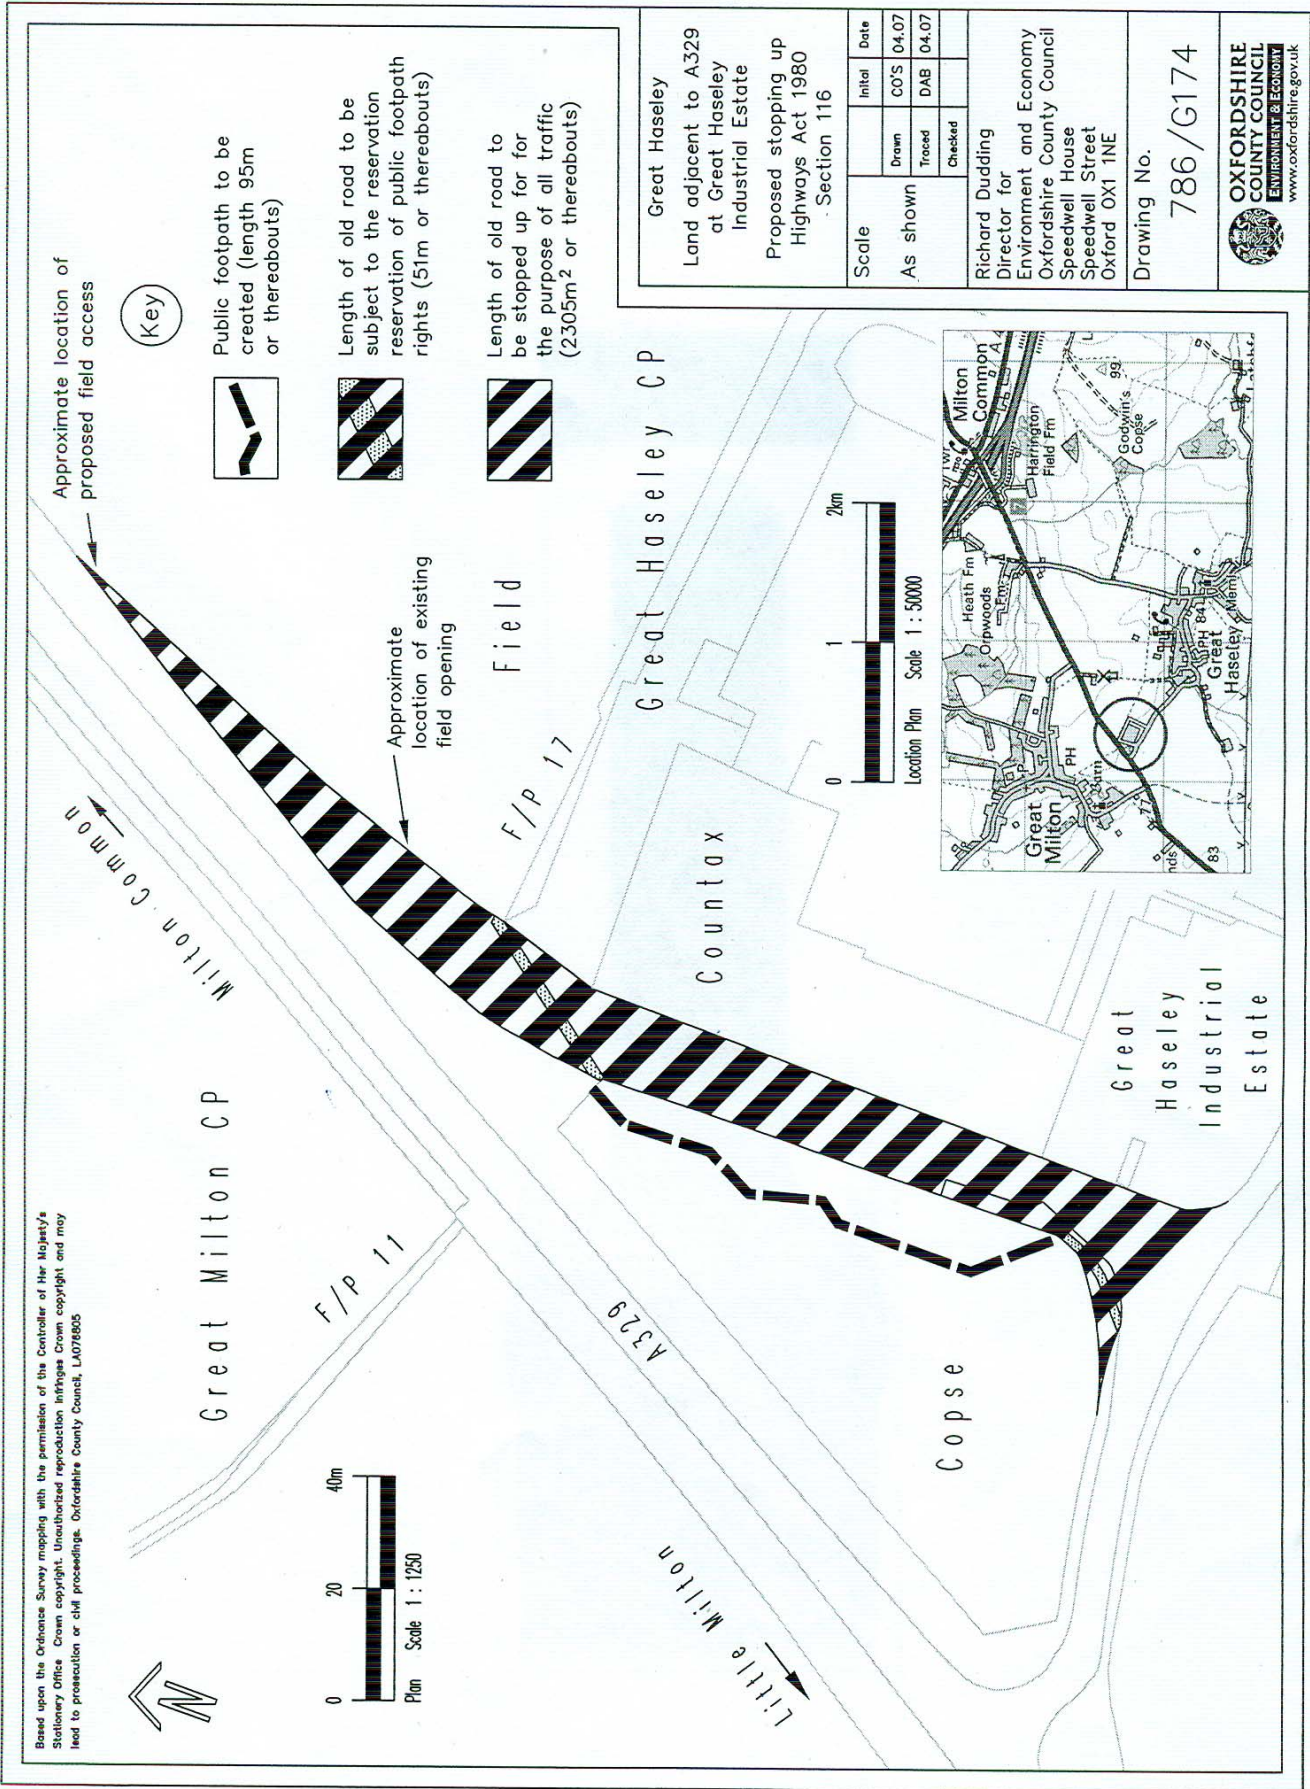 Based upon the Ordnance Survey mapping with the permission of the Controller of Her Majesty's
Stationery Office Crown copyright. Unauthorized reproduction infringes Crown copyright and may
lead to prosecution or civil proceedings. Oxfordshire County Council, LA076805
N
0 20 40m
Plan Scale 1 : 1250
Great Milton CP
F/P 11
Milton Common
Little Milton
A329
Copse
Approximate location of
proposed field access
Approximate
location of existing
field opening
Field
F/P 17
Great Haseley CP
Countax
Great
Haseley
Industrial
Estate
Key
Public footpath to be
created (length 95m
or thereabouts)
Length of old road to be
subject to the reservation
reservation of public footpath
rights (51m or thereabouts)
Length of old road to
be stopped up for for
the purpose of all traffic
(2305m² or thereabouts)
0 1 2km
Location Plan Scale 1 : 50000
Milton
Common
Harrington
Field Fm
Godwin's
Copse
99
Heath Fm
Orpwoods
Fm
Great
Milton
PH
77
83
nds
PH 84
Great
Haseley
Meml
Great Haseley
Land adjacent to A329
at Great Haseley
Industrial Estate
Proposed stopping up
Highways Act 1980
- Section 116
Scale
As shown
Inital Date
Drawn CO'S 04.07
Traced DAB 04.07
Checked
Richard Dudding
Director for
Environment and Economy
Oxfordshire County Council
Speedwell House
Speedwell Street
Oxford OX1 1NE
Drawing No.
786/G174
OXFORDSHIRE
COUNTY COUNCIL
ENVIRONMENT & ECONOMY
www.oxfordshire.gov.uk